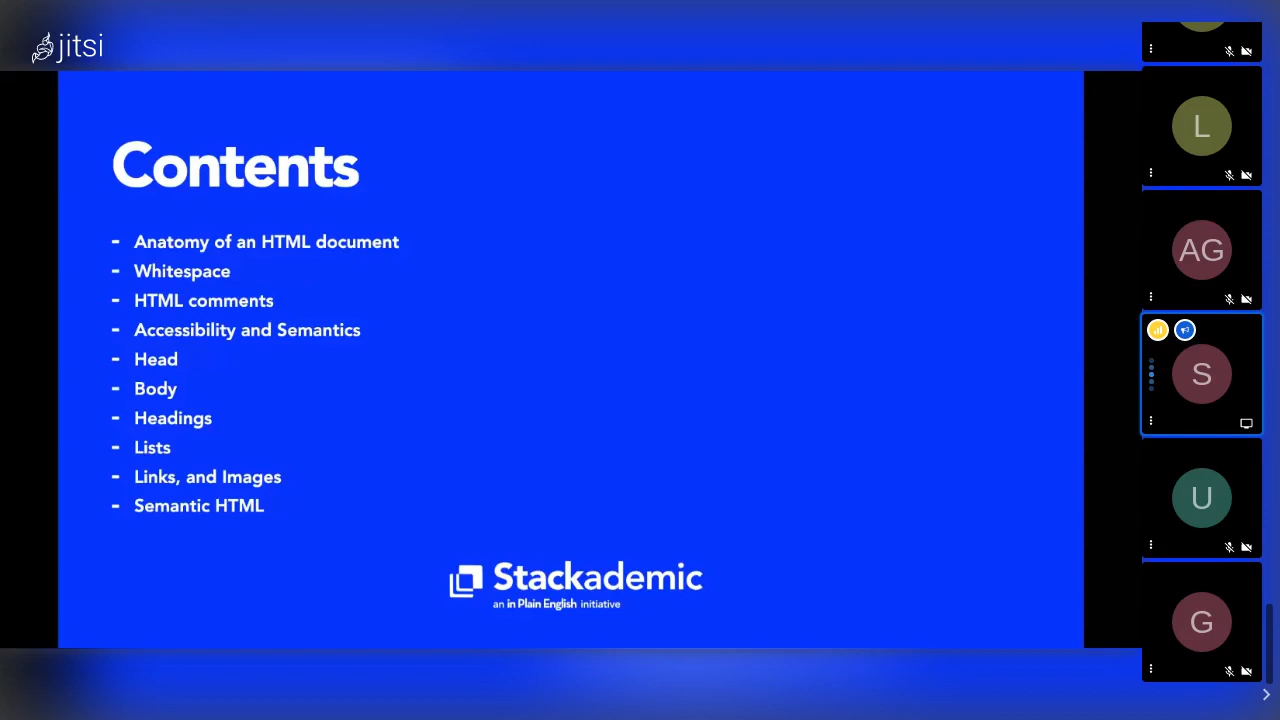 jitsi
Contents
- Anatomy of an HTML document
- Whitespace
- HTML comments
- Accessibility and Semantics
- Head
- Body
- Headings
- Lists
- Links, and Images
- Semantic HTML
Stackademic
an in Plain English initiative
L
AG
S
U
G